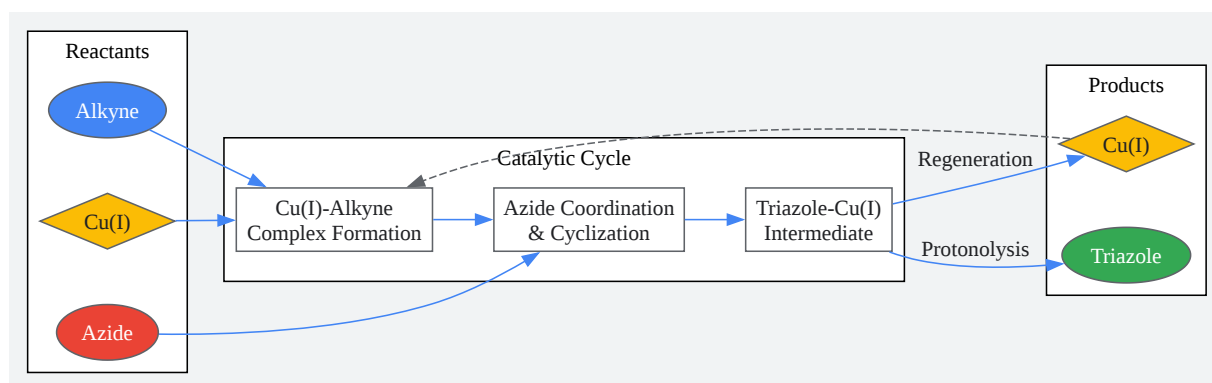 Reactants
Alkyne
Cu(I)
Azide
Catalytic Cycle
Cu(I)-Alkyne
Complex Formation
Azide Coordination
& Cyclization
Triazole-Cu(I)
Intermediate
Regeneration
Protonolysis
Products
Cu(I)
Triazole